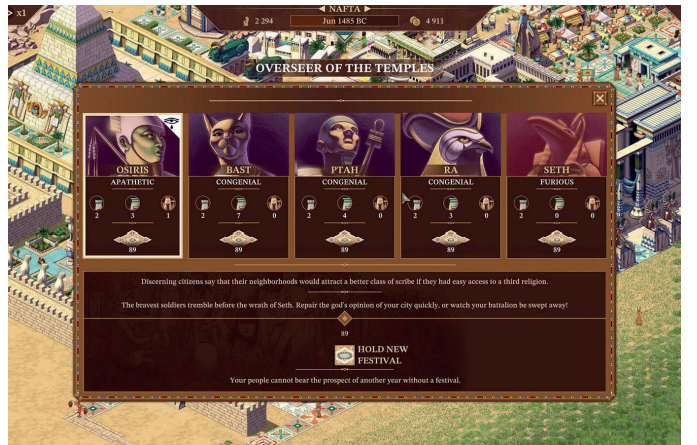 > x1
NAFTA
2 294
Jun 1485 BC
4 911
OVERSEER OF THE TEMPLES
OSIRIS
APATHETIC
2 3 1
89
BAST
CONGENIAL
2 7 0
89
PTAH
CONGENIAL
2 4 0
89
RA
CONGENIAL
2 3 0
89
SETH
FURIOUS
2 0 0
89
Discerning citizens say that their neighborhoods would attract a better class of scribe if they had easy access to a third religion.
The bravest soldiers tremble before the wrath of Seth. Repair the god's opinion of your city quickly, or watch your battalion be swept away!
89
HOLD NEW
FESTIVAL
Your people cannot bear the prospect of another year without a festival.